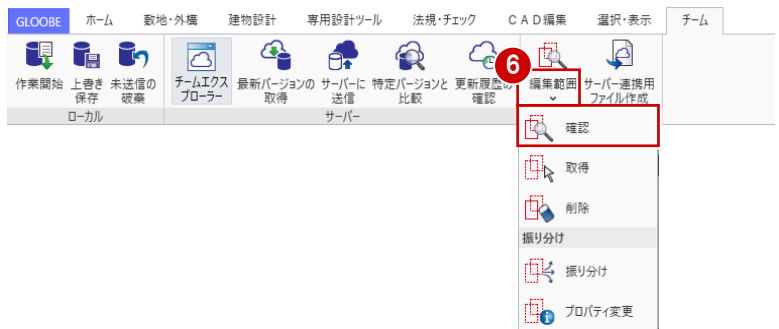 GLOOBE ホーム 敷地・外構 建物設計 専用設計ツール 法規・チェック CAD編集 選択・表示 チーム
6
作業開始 上書き保存 未送信の破棄 チームエクスプローラー 最新バージョンの取得 サーバーに送信 特定バージョンと比較 更新履歴の確認 編集範囲 サーバー連携用ファイル作成
ローカル サーバー
確認
取得
削除
振り分け
振り分け
プロパティ変更